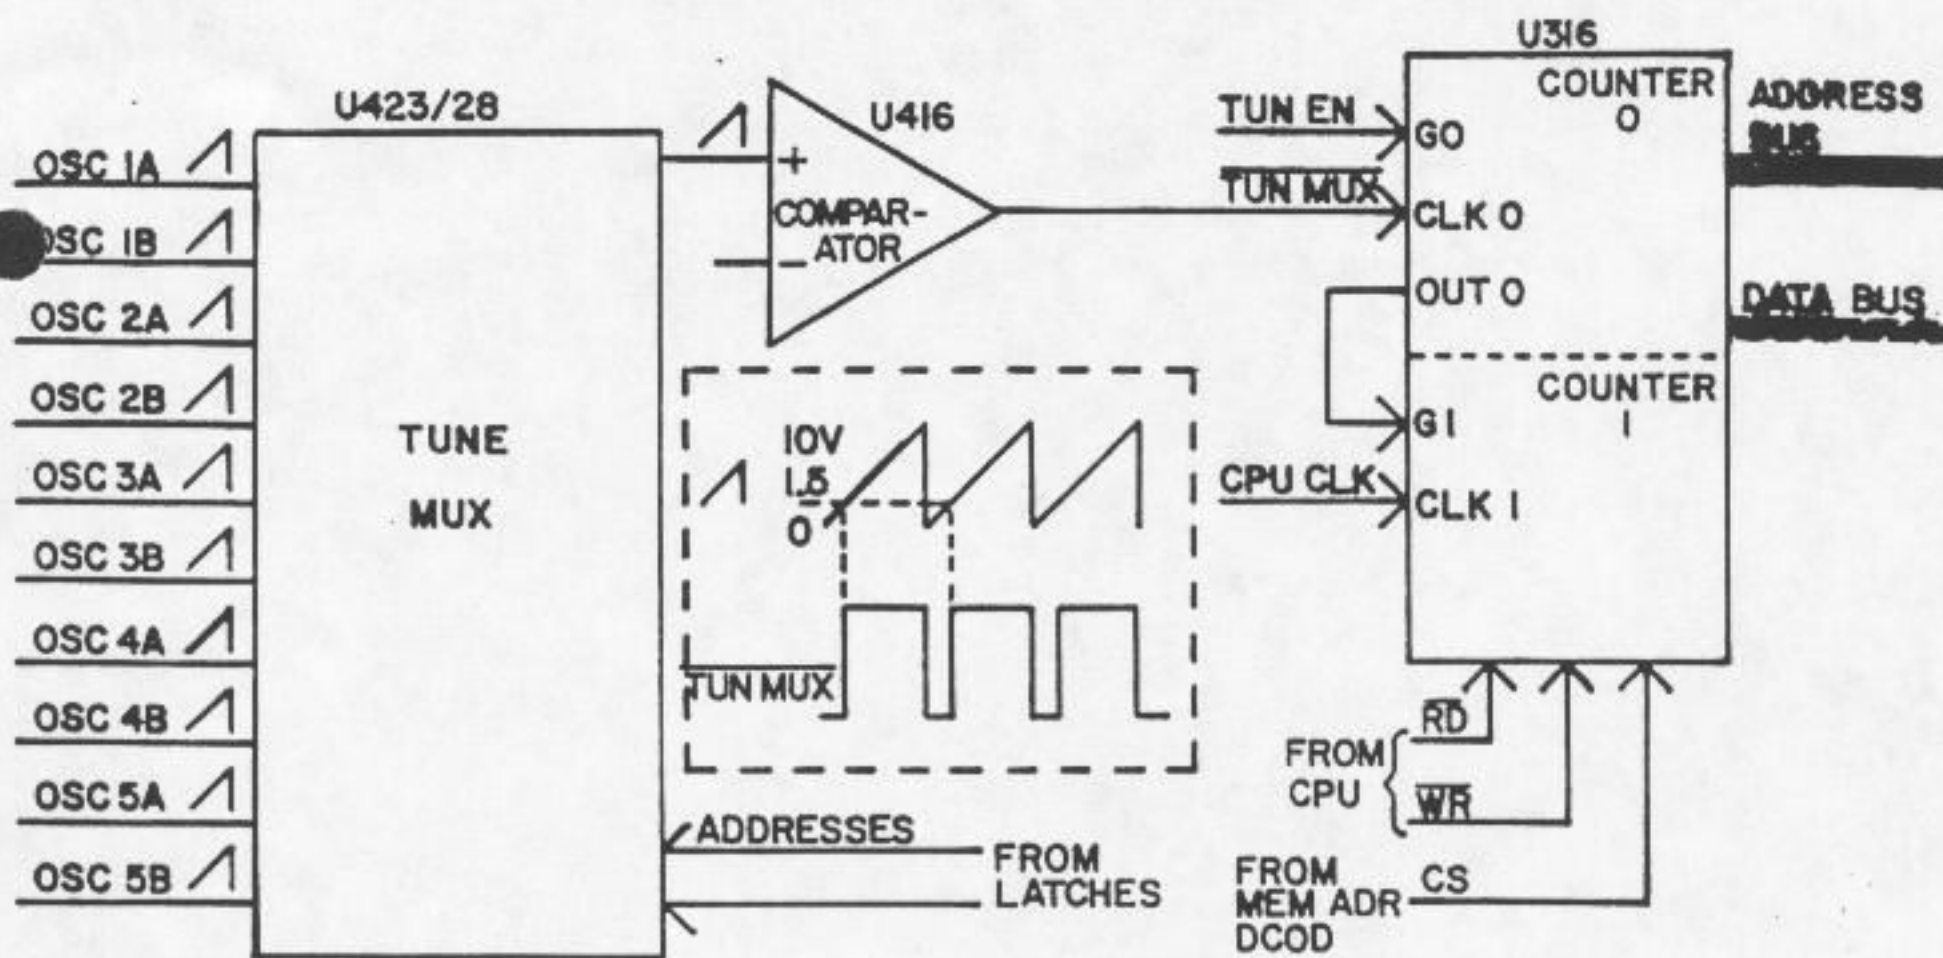 U423/28
OSC 1A
OSC 1B
OSC 2A
OSC 2B
OSC 3A
OSC 3B
OSC 4A
OSC 4B
OSC 5A
OSC 5B
TUNE
MUX
U416
+
COMPAR-
ATOR
-
10V
1.5
0
TUN MUX
ADDRESSES
FROM
LATCHES
U316
COUNTER
0
TUN EN
G0
TUN MUX
CLK 0
OUT 0
COUNTER
1
G1
CPU CLK
CLK 1
ADDRESS
BUS
DATA BUS
FROM
CPU
RD
WR
FROM
MEM ADR
DCOD
CS